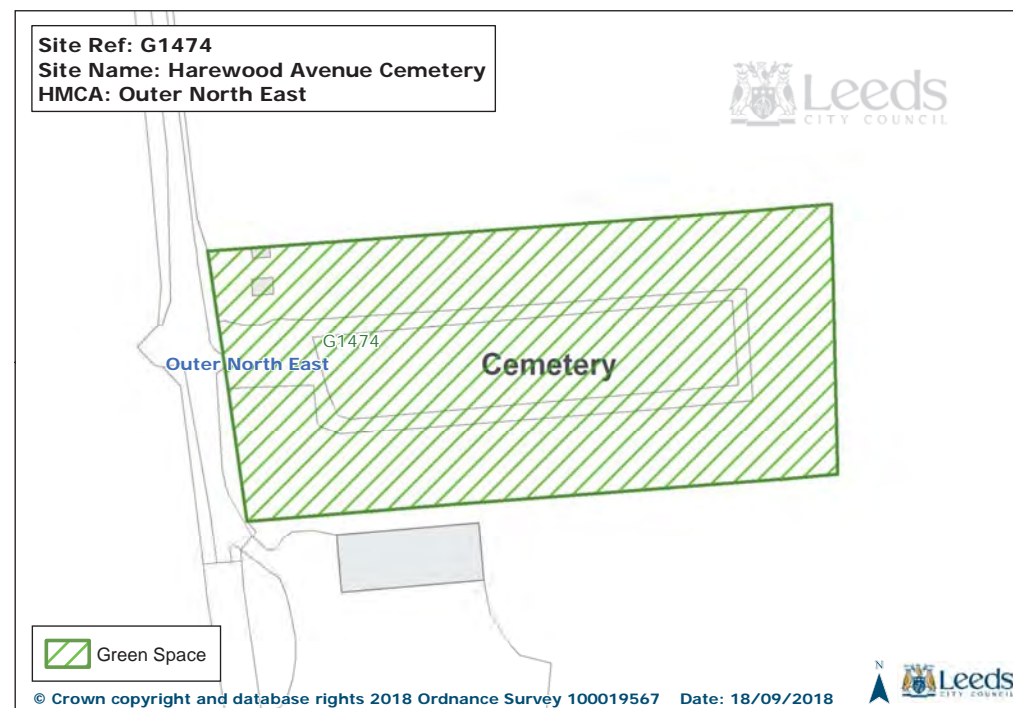 Site Ref: G1474
Site Name: Harewood Avenue Cemetery
HMCA: Outer North East
Leeds
CITY COUNCIL
G1474
Outer North East
Cemetery
Green Space
N
Leeds
CITY COUNCIL
© Crown copyright and database rights 2018 Ordnance Survey 100019567 Date: 18/09/2018